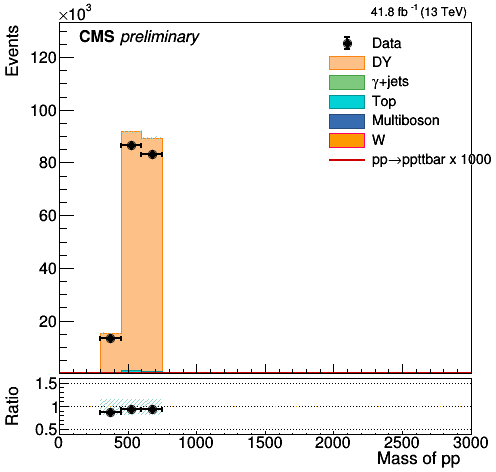 ×10³
41.8 fb⁻¹ (13 TeV)
CMS preliminary
Events
120
100
80
60
40
20
Data
DY
γ+jets
Top
Multiboson
W
pp→ppttbar x 1000
Ratio
1.5
1
0.5
0 500 1000 1500 2000 2500 3000
Mass of pp